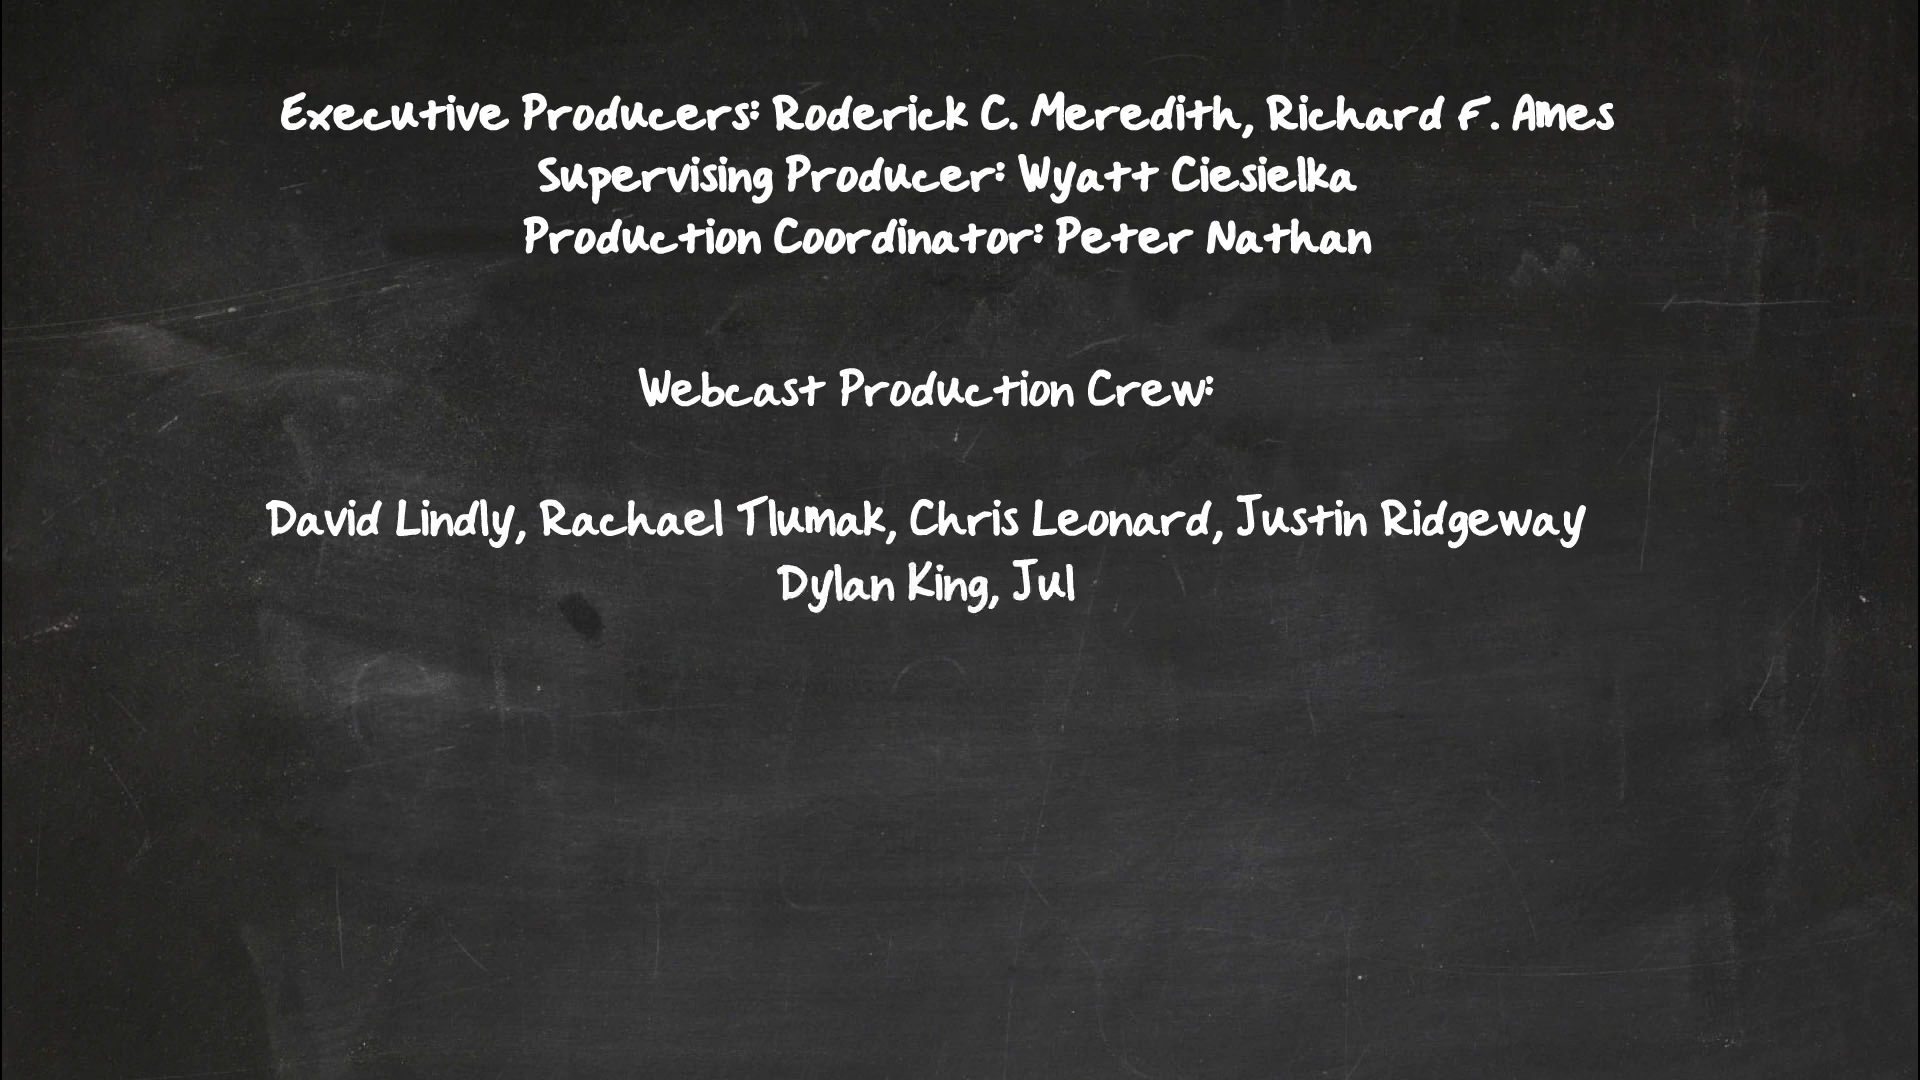 Executive Producers: Roderick C. Meredith, Richard F. Ames
Supervising Producer: Wyatt Ciesielka
Production Coordinator: Peter Nathan
Webcast Production Crew:
David Lindly, Rachael Tlumak, Chris Leonard, Justin Ridgeway
Dylan King, Jul